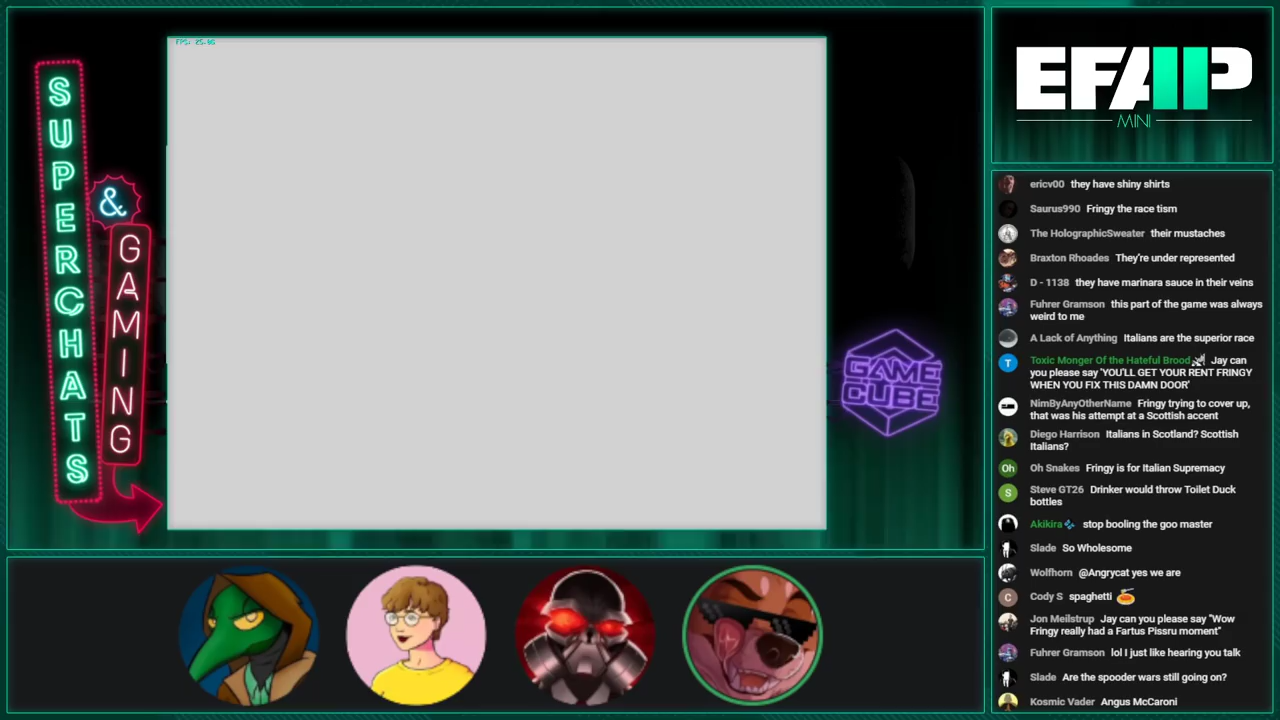 FPS: 25.06
SUPERCHATS
&
GAMING
GAME
CUBE
EFAP
MINI
ericv00 they have shiny shirts
Saurus990 Fringy the race tism
The HolographicSweater their mustaches
Braxton Rhoades They're under represented
D - 1138 they have marinara sauce in their veins
Fuhrer Gramson this part of the game was always
weird to me
A Lack of Anything Italians are the superior race
T
Toxic Monger Of the Hateful Brood Jay can
you please say 'YOU'LL GET YOUR RENT FRINGY
WHEN YOU FIX THIS DAMN DOOR'
NimByAnyOtherName Fringy trying to cover up,
that was his attempt at a Scottish accent
Diego Harrison Italians in Scotland? Scottish
Italians?
Oh
Oh Snakes Fringy is for Italian Supremacy
S
Steve GT26 Drinker would throw Toilet Duck
bottles
Akikira stop booling the goo master
Slade So Wholesome
Wolfhorn @Angrycat yes we are
C
Cody S spaghetti
Jon Meilstrup Jay can you please say "Wow
Fringy really had a Fartus Pissru moment"
Fuhrer Gramson lol I just like hearing you talk
Slade Are the spooder wars still going on?
Kosmic Vader Angus McCaroni